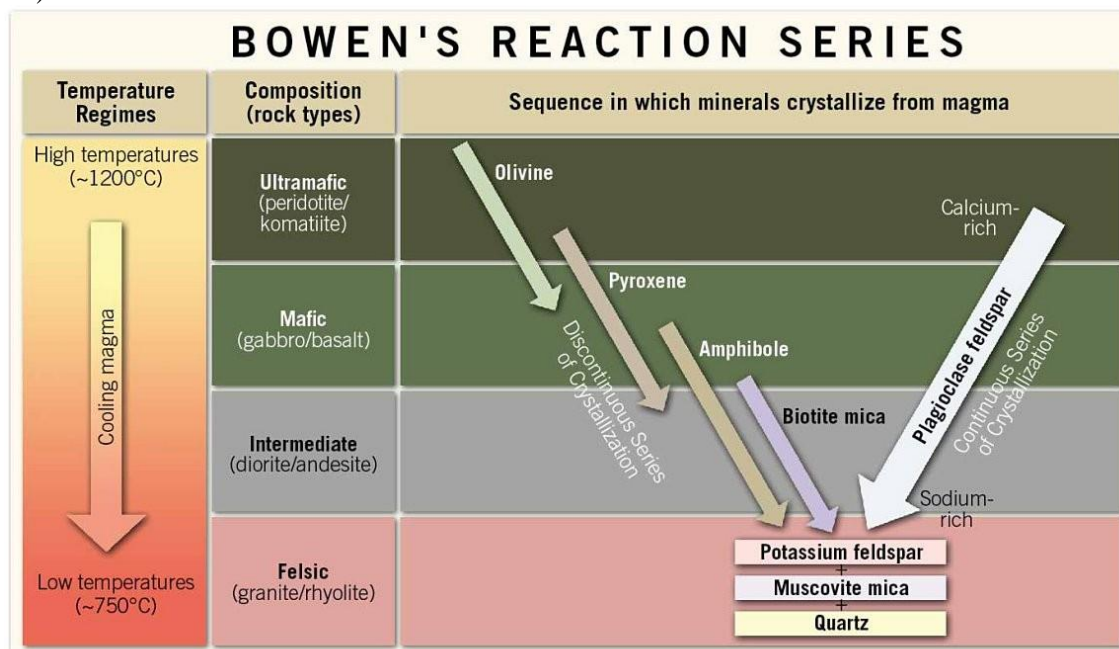 BOWEN'S REACTION SERIES
Temperature
Regimes
Composition
(rock types)
Sequence in which minerals crystallize from magma
High temperatures
(~1200°C)
Cooling magma
Low temperatures
(~750°C)
Ultramafic
(peridotite/
komatiite)
Mafic
(gabbro/basalt)
Intermediate
(diorite/andesite)
Felsic
(granite/rhyolite)
Olivine
Pyroxene
Amphibole
Biotite mica
Discontinuous Series
of Crystallization
Calcium-
rich
Plagioclase feldspar
Continuous Series
of Crystallization
Sodium-
rich
Potassium feldspar
+
Muscovite mica
+
Quartz